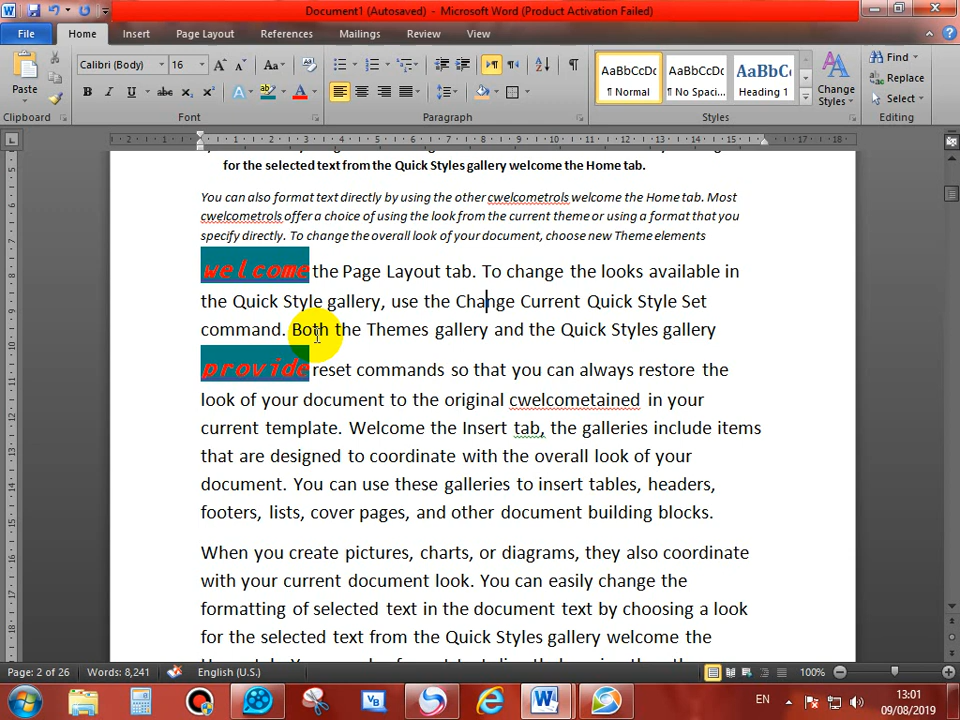 Document1 (Autosaved) - Microsoft Word (Product Activation Failed)
File Home Insert Page Layout References Mailings Review View
Calibri (Body) 16 Aa
Paste
B I U abc X₂ X²
AaBbCcDc AaBbCcDc AaBbCc
¶ Normal ¶ No Spaci... Heading 1
Change Styles
Find
Replace
Select
Clipboard Font Paragraph Styles Editing
for the selected text from the Quick Styles gallery welcome the Home tab.
You can also format text directly by using the other cwelcometrols welcome the Home tab. Most
cwelcometrols offer a choice of using the look from the current theme or using a format that you
specify directly. To change the overall look of your document, choose new Theme elements
welcome the Page Layout tab. To change the looks available in
the Quick Style gallery, use the Change Current Quick Style Set
command. Both the Themes gallery and the Quick Styles gallery
provide reset commands so that you can always restore the
look of your document to the original cwelcometained in your
current template. Welcome the Insert tab, the galleries include items
that are designed to coordinate with the overall look of your
document. You can use these galleries to insert tables, headers,
footers, lists, cover pages, and other document building blocks.
When you create pictures, charts, or diagrams, they also coordinate
with your current document look. You can easily change the
formatting of selected text in the document text by choosing a look
for the selected text from the Quick Styles gallery welcome the
Page: 2 of 26 Words: 8,241 English (U.S.) 100%
EN 13:01
09/08/2019